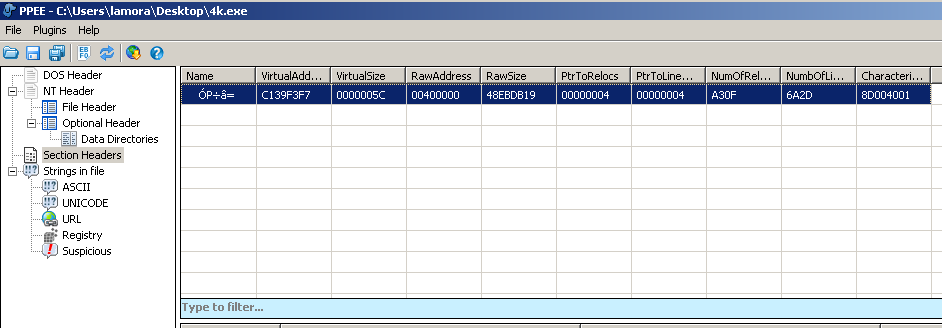 PPEE - C:\Users\lamora\Desktop\4k.exe
File Plugins Help
DOS Header
NT Header
File Header
Optional Header
Data Directories
Section Headers
Strings in file
ASCII
UNICODE
URL
Registry
Suspicious
Name VirtualAdd... VirtualSize RawAddress RawSize PtrToRelocs PtrToLine... NumOfRel... NumbOfLi... Characteri...
ÓP÷â= C139F3F7 0000005C 00400000 48EBDB19 00000004 00000004 A30F 6A2D 8D004001
Type to filter...